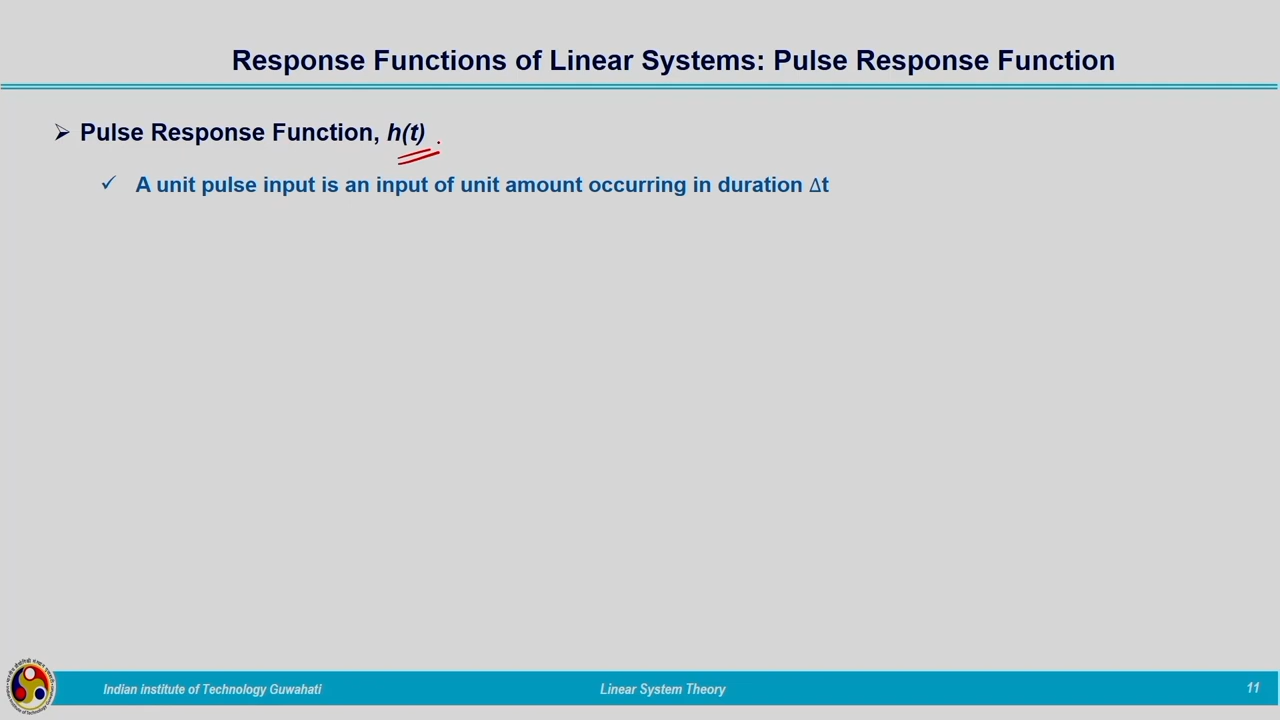 Response Functions of Linear Systems: Pulse Response Function
➢ Pulse Response Function, h(t)
✓ A unit pulse input is an input of unit amount occurring in duration Δt
Indian institute of Technology Guwahati
Linear System Theory
11